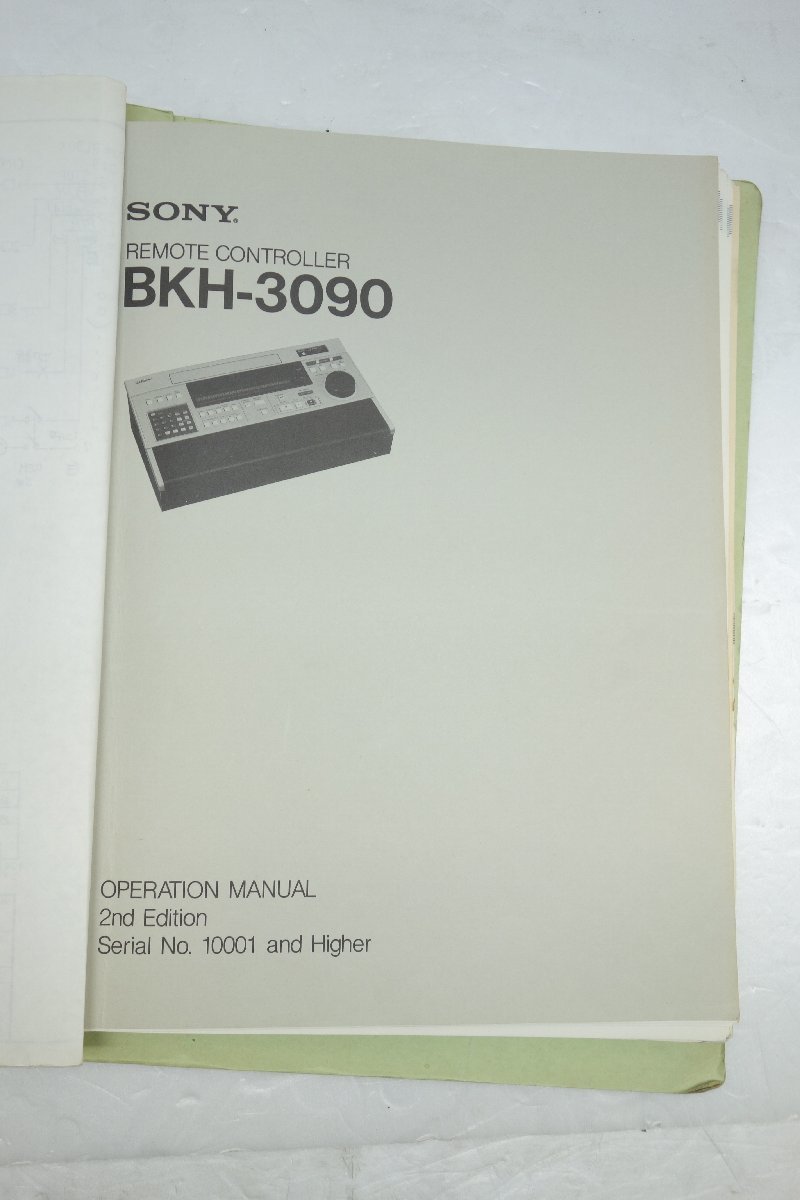 SONY®
REMOTE CONTROLLER
BKH-3090
OPERATION MANUAL
2nd Edition
Serial No. 10001 and Higher